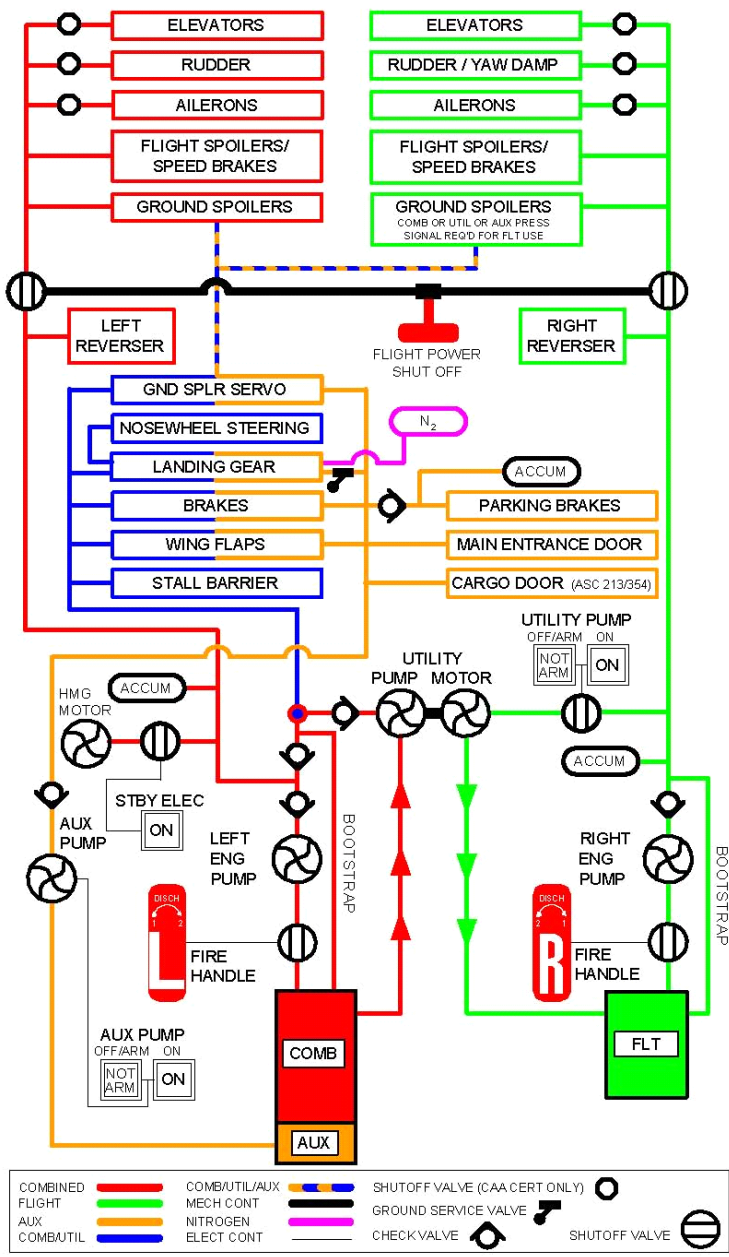 ELEVATORS
ELEVATORS
RUDDER
RUDDER / YAW DAMP
AILERONS
AILERONS
FLIGHT SPOILERS/
SPEED BRAKES
FLIGHT SPOILERS/
SPEED BRAKES
GROUND SPOILERS
GROUND SPOILERS
COMB OR UTIL OR AUX PRESS
SIGNAL REQ'D FOR FLT USE
LEFT
REVERSER
FLIGHT POWER
SHUT OFF
RIGHT
REVERSER
GND SPLR SERVO
NOSEWHEEL STEERING
N2
LANDING GEAR
ACCUM
BRAKES
PARKING BRAKES
WING FLAPS
MAIN ENTRANCE DOOR
STALL BARRIER
CARGO DOOR (ASC 213/354)
UTILITY PUMP
OFF/ARM ON
NOT
ARM
ON
UTILITY
PUMP MOTOR
ACCUM
HMG
MOTOR
ACCUM
STBY ELEC
ON
AUX
PUMP
LEFT
ENG
PUMP
BOOTSTRAP
RIGHT
ENG
PUMP
BOOTSTRAP
DISCH
1 2
L
FIRE
HANDLE
DISCH
2 1
R
FIRE
HANDLE
AUX PUMP
OFF/ARM ON
NOT
ARM
ON
COMB
FLT
AUX
COMBINED
FLIGHT
AUX
COMB/UTIL
COMB/UTIL/AUX
MECH CONT
NITROGEN
ELECT CONT
SHUTOFF VALVE (CAA CERT ONLY)
GROUND SERVICE VALVE
CHECK VALVE
SHUTOFF VALVE